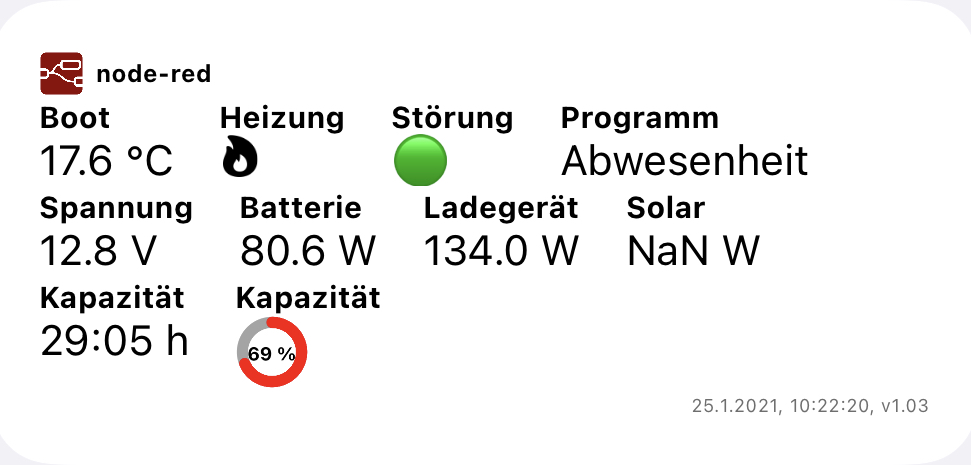 node-red
Boot Heizung Störung Programm
17.6 °C Abwesenheit
Spannung Batterie Ladegerät Solar
12.8 V 80.6 W 134.0 W NaN W
Kapazität Kapazität
29:05 h 69 %
25.1.2021, 10:22:20, v1.03